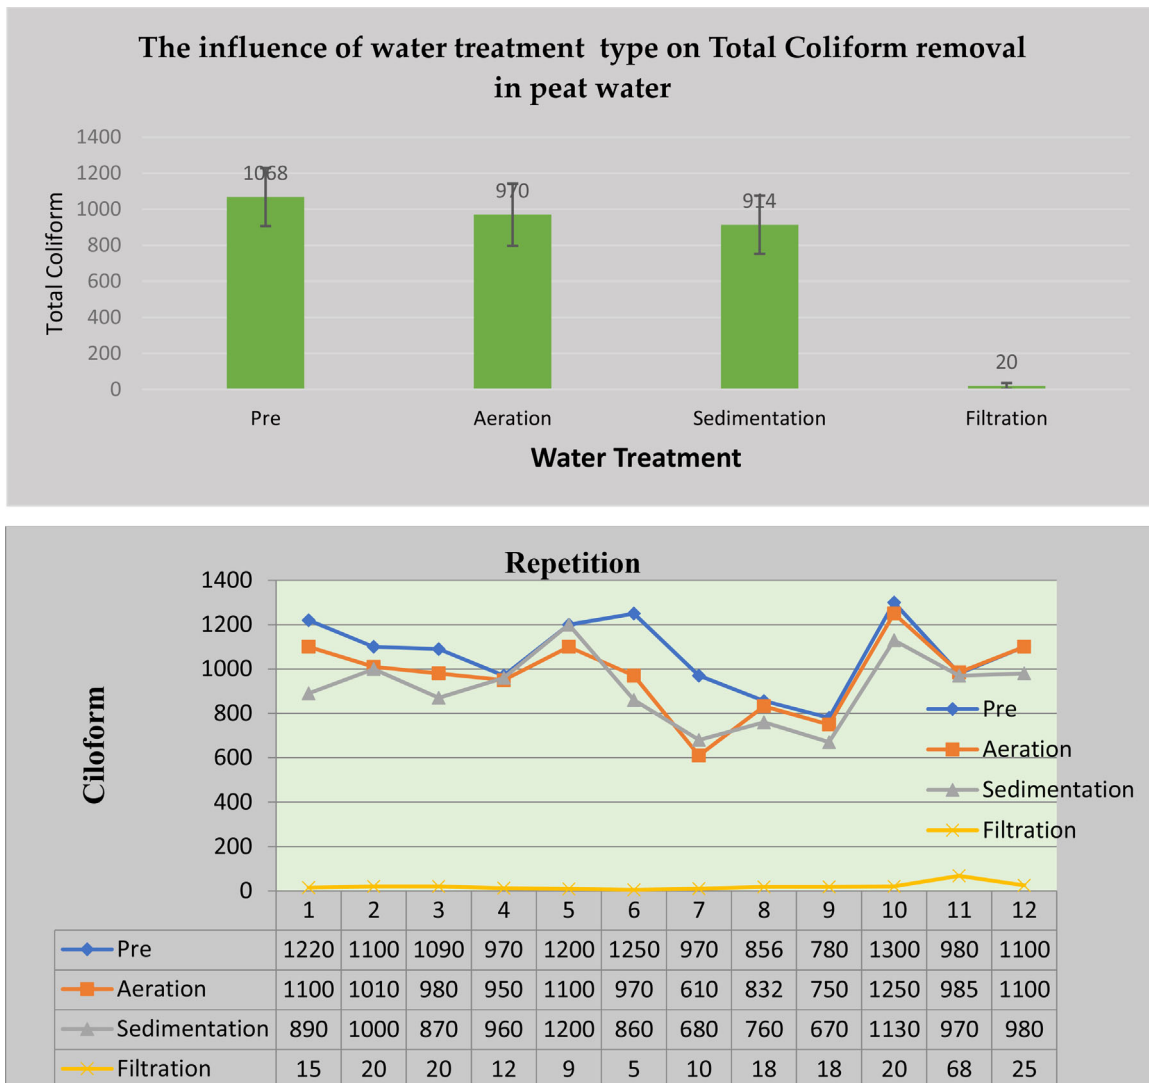 The influence of water treatment type on Total Coliform removal
in peat water
1400
1200
1000
800
600
400
200
0
Total Coliform
1068
970
914
20
Pre Aeration Sedimentation Filtration
Water Treatment
Repetition
1400
1200
1000
800
600
400
200
0
Ciloform
Pre
Aeration
Sedimentation
Filtration
1 2 3 4 5 6 7 8 9 10 11 12
Pre 1220 1100 1090 970 1200 1250 970 856 780 1300 980 1100
Aeration 1100 1010 980 950 1100 970 610 832 750 1250 985 1100
Sedimentation 890 1000 870 960 1200 860 680 760 670 1130 970 980
Filtration 15 20 20 12 9 5 10 18 18 20 68 25